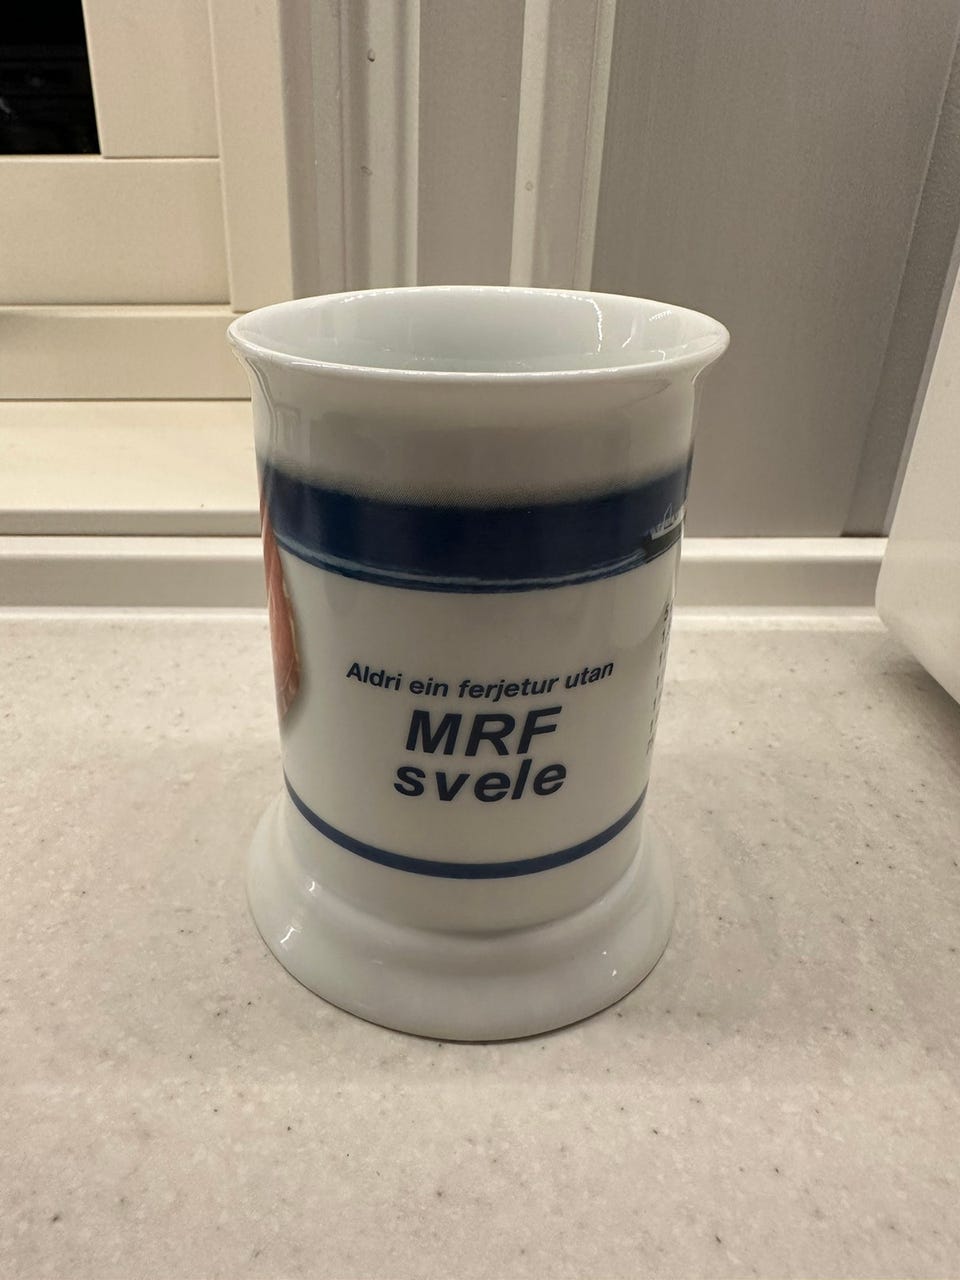 Aldri ein ferjetur utan
MRF
svele